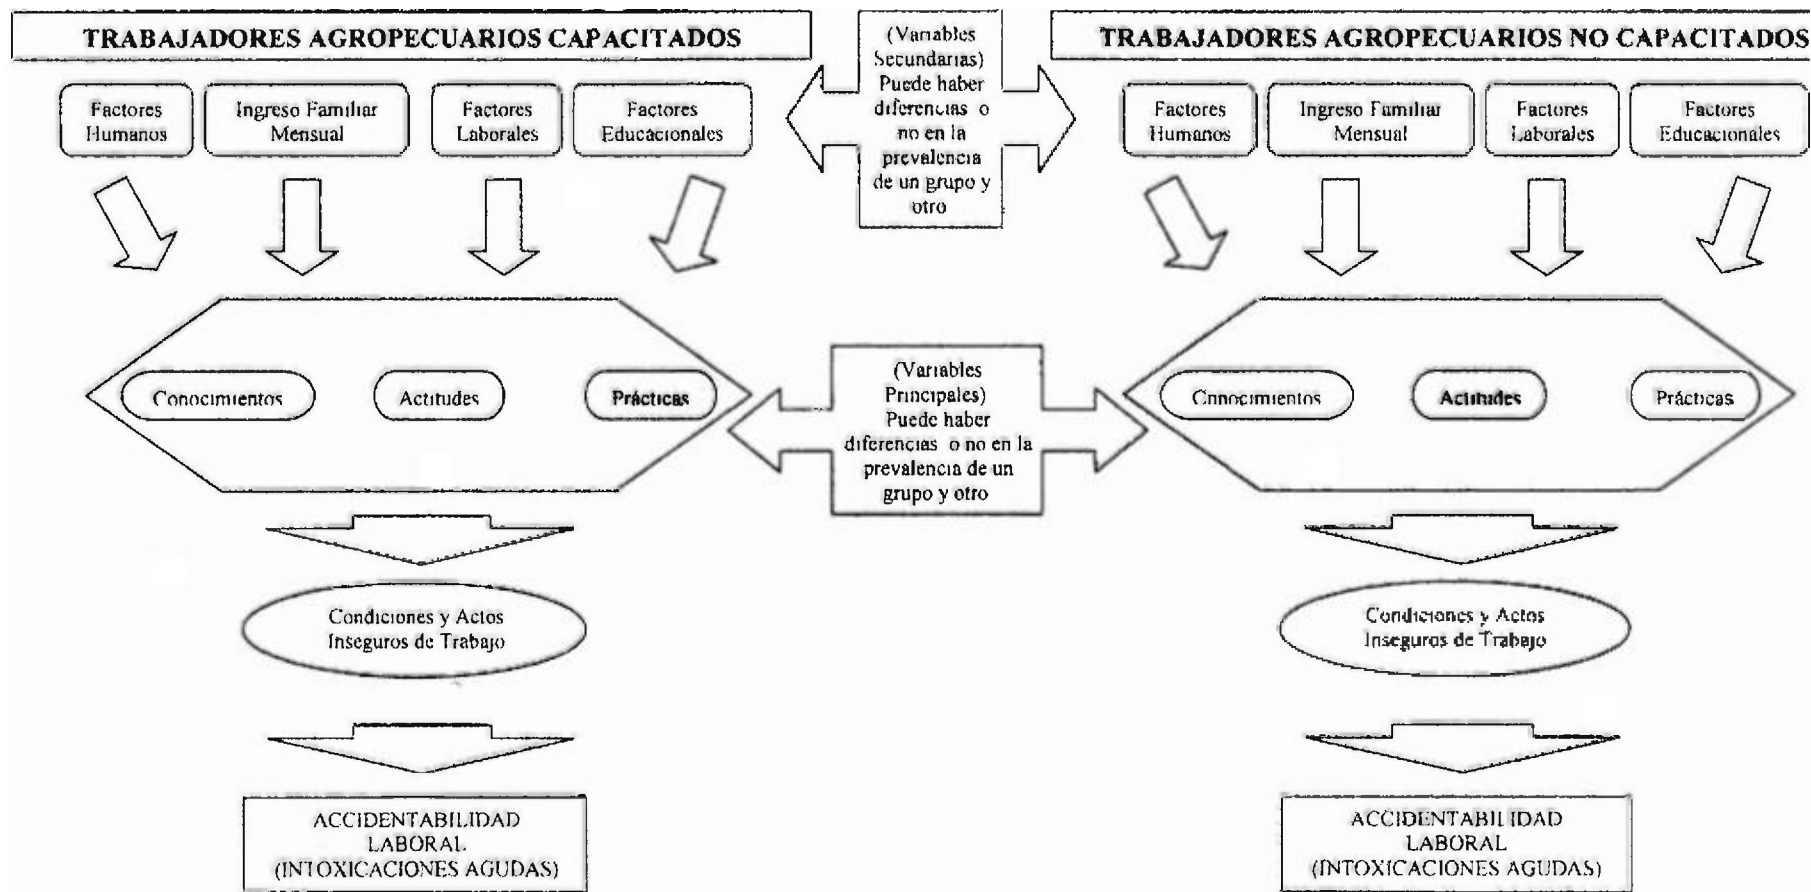 TRABAJADORES AGROPECUARIOS CAPACITADOS
Factores
Humanos
Ingreso Familiar
Mensual
Factores
Laborales
Factores
Educacionales
(Variables
Secundarias)
Puede haber
diferencias o
no en la
prevalencia
de un grupo y
otro
TRABAJADORES AGROPECUARIOS NO CAPACITADOS
Factores
Humanos
Ingreso Familiar
Mensual
Factores
Laborales
Factores
Educacionales
Conocimientos
Actitudes
Prácticas
(Variables
Principales)
Puede haber
diferencias o no en la
prevalencia de un
grupo y otro
Conocimientos
Actitudes
Prácticas
Condiciones y Actos
Inseguros de Trabajo
Condiciones y Actos
Inseguros de Trabajo
ACCIDENTABILIDAD
LABORAL
(INTOXICACIONES AGUDAS)
ACCIDENTABILIDAD
LABORAL
(INTOXICACIONES AGUDAS)